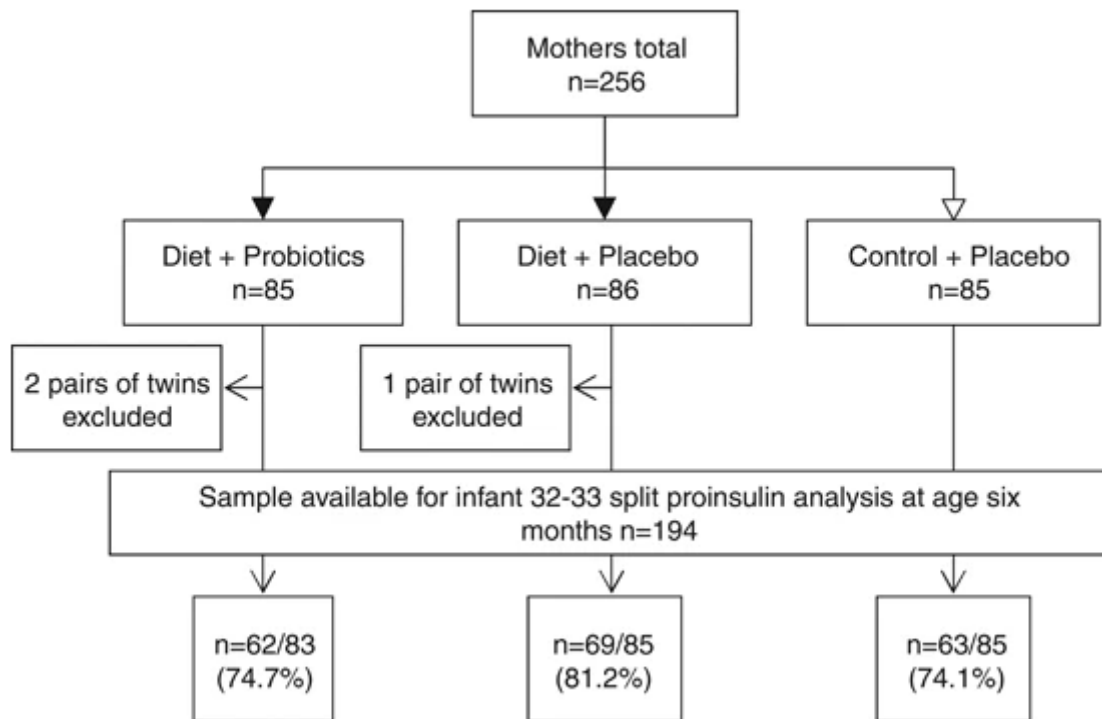 Mothers total
n=256
Diet + Probiotics
n=85
Diet + Placebo
n=86
Control + Placebo
n=85
2 pairs of twins
excluded
1 pair of twins
excluded
Sample available for infant 32-33 split proinsulin analysis at age six
months n=194
n=62/83
(74.7%)
n=69/85
(81.2%)
n=63/85
(74.1%)